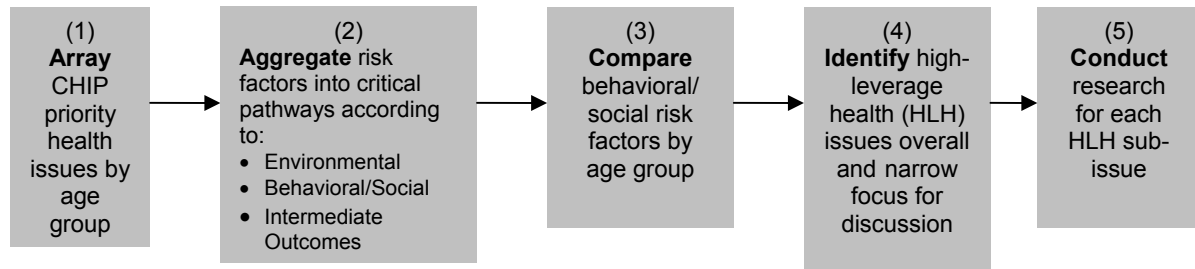 (1)
Array
CHIP
priority
health
issues by
age
group
(2)
Aggregate risk
factors into critical
pathways according
to:
• Environmental
• Behavioral/Social
• Intermediate
Outcomes
(3)
Compare
behavioral/
social risk
factors by
age group
(4)
Identify high-
leverage
health (HLH)
issues overall
and narrow
focus for
discussion
(5)
Conduct
research
for each
HLH sub-
issue